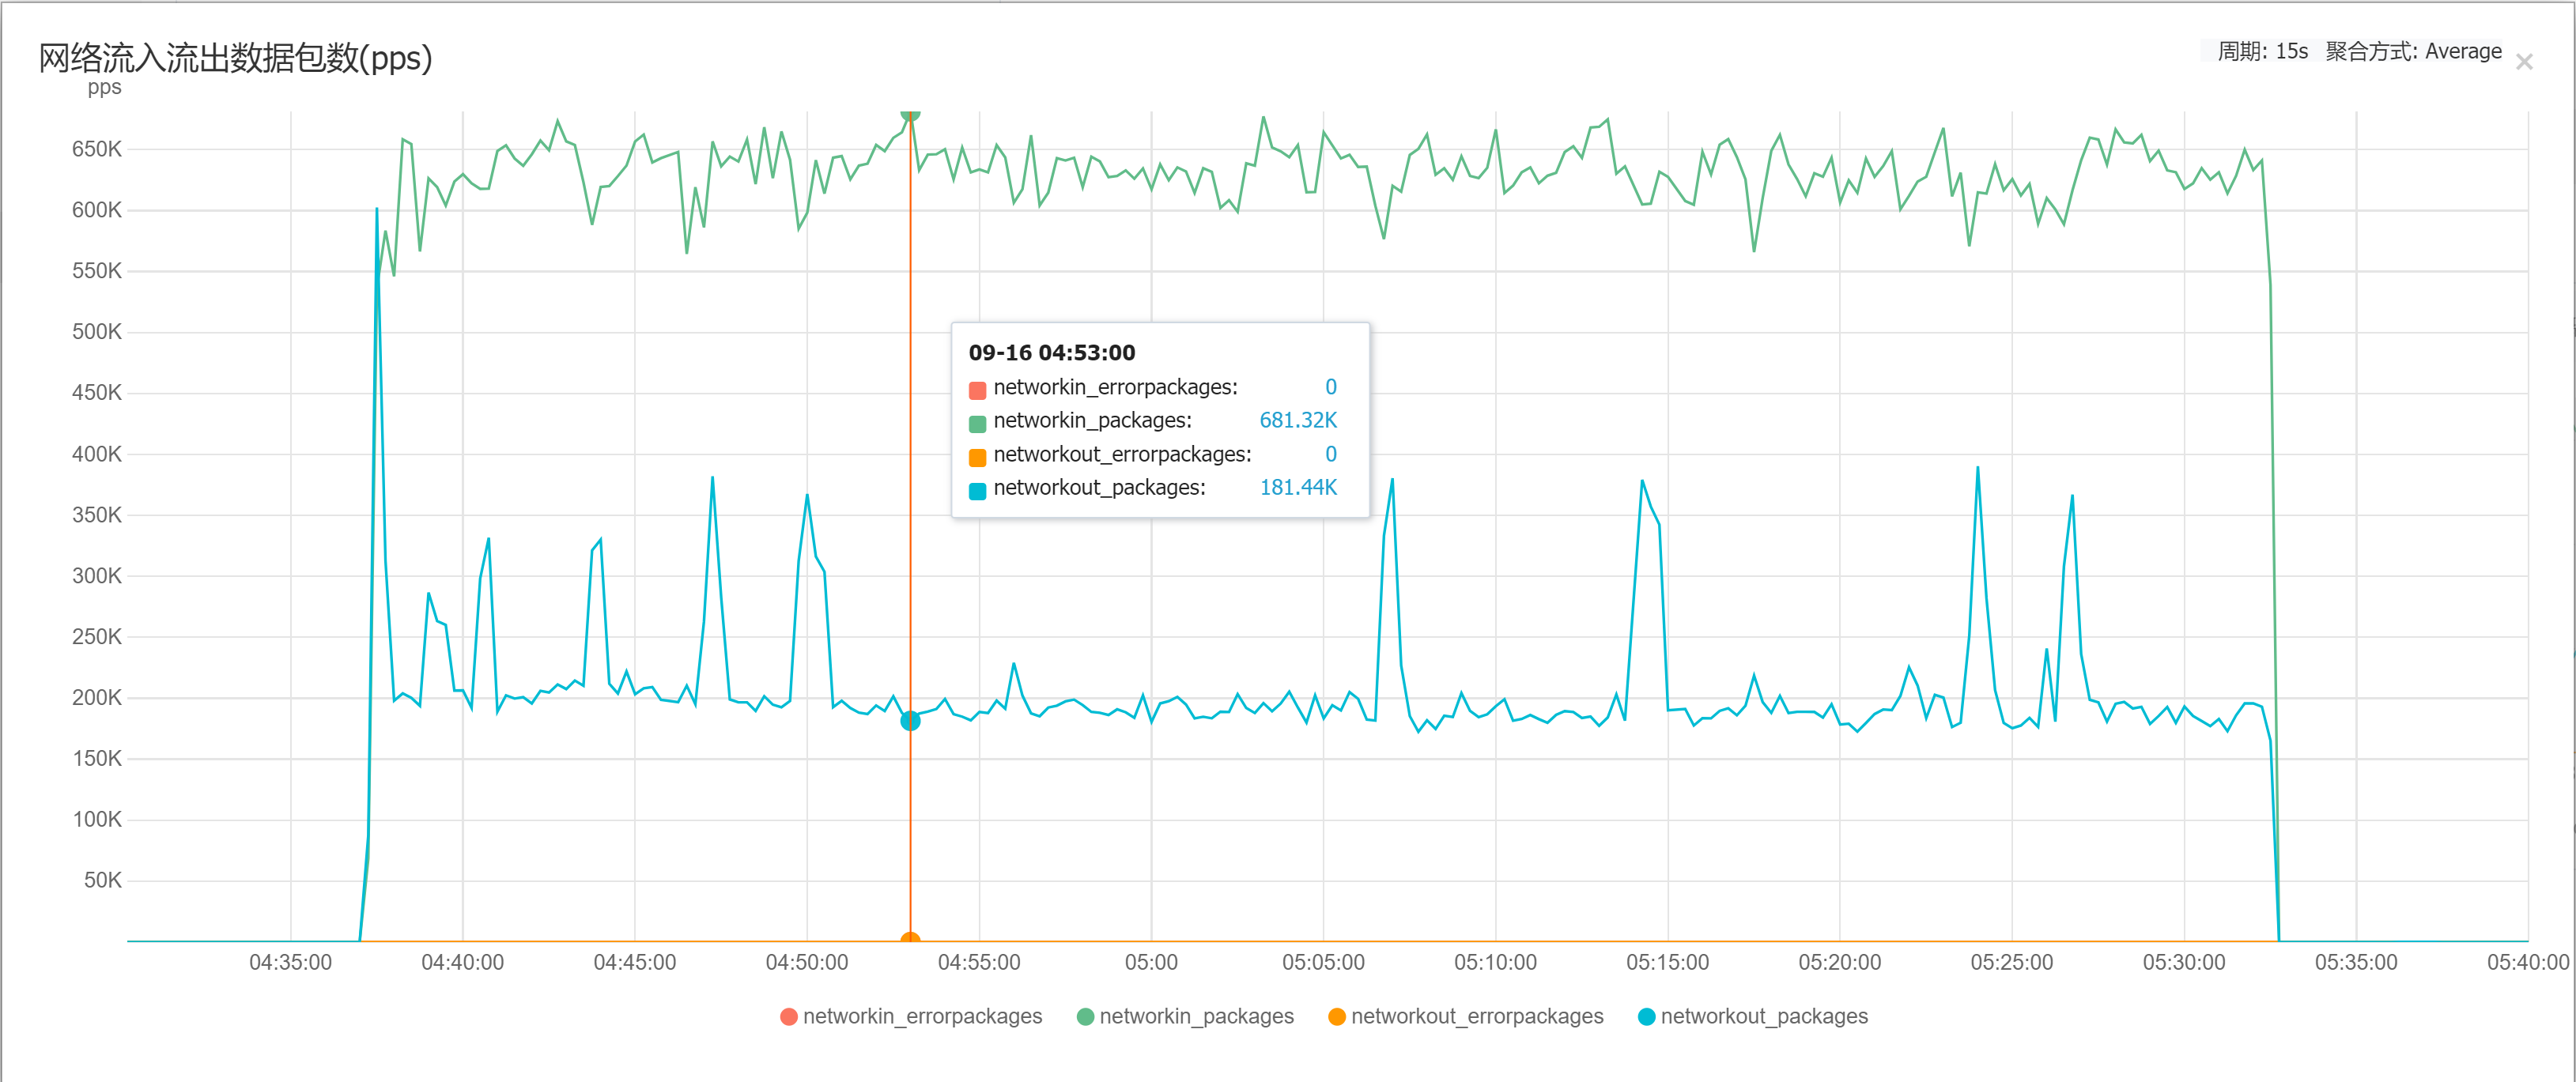 网络流入流出数据包数(pps)
周期: 15s 聚合方式: Average
pps
650K
600K
550K
500K
450K
400K
350K
300K
250K
200K
150K
100K
50K
09-16 04:53:00
networkin_errorpackages: 0
networkin_packages: 681.32K
networkout_errorpackages: 0
networkout_packages: 181.44K
04:35:00 04:40:00 04:45:00 04:50:00 04:55:00 05:00 05:05:00 05:10:00 05:15:00 05:20:00 05:25:00 05:30:00 05:35:00 05:40:00
networkin_errorpackages networkin_packages networkout_errorpackages networkout_packages